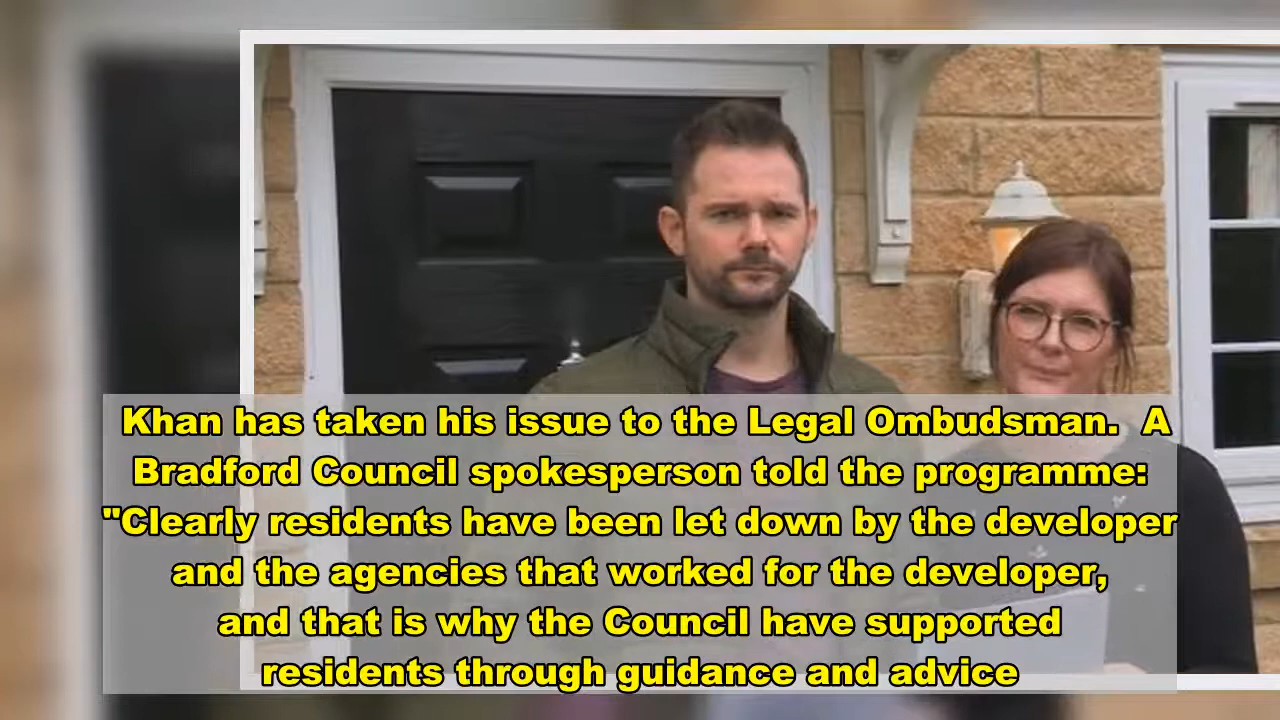 Khan has taken his issue to the Legal Ombudsman.  A
Bradford Council spokesperson told the programme:
"Clearly residents have been let down by the developer
and the agencies that worked for the developer,
and that is why the Council have supported
residents through guidance and advice